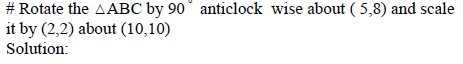 # Rotate the △ABC by 90° anticlock wise about ( 5,8) and scale
it by (2,2) about (10,10)
Solution: